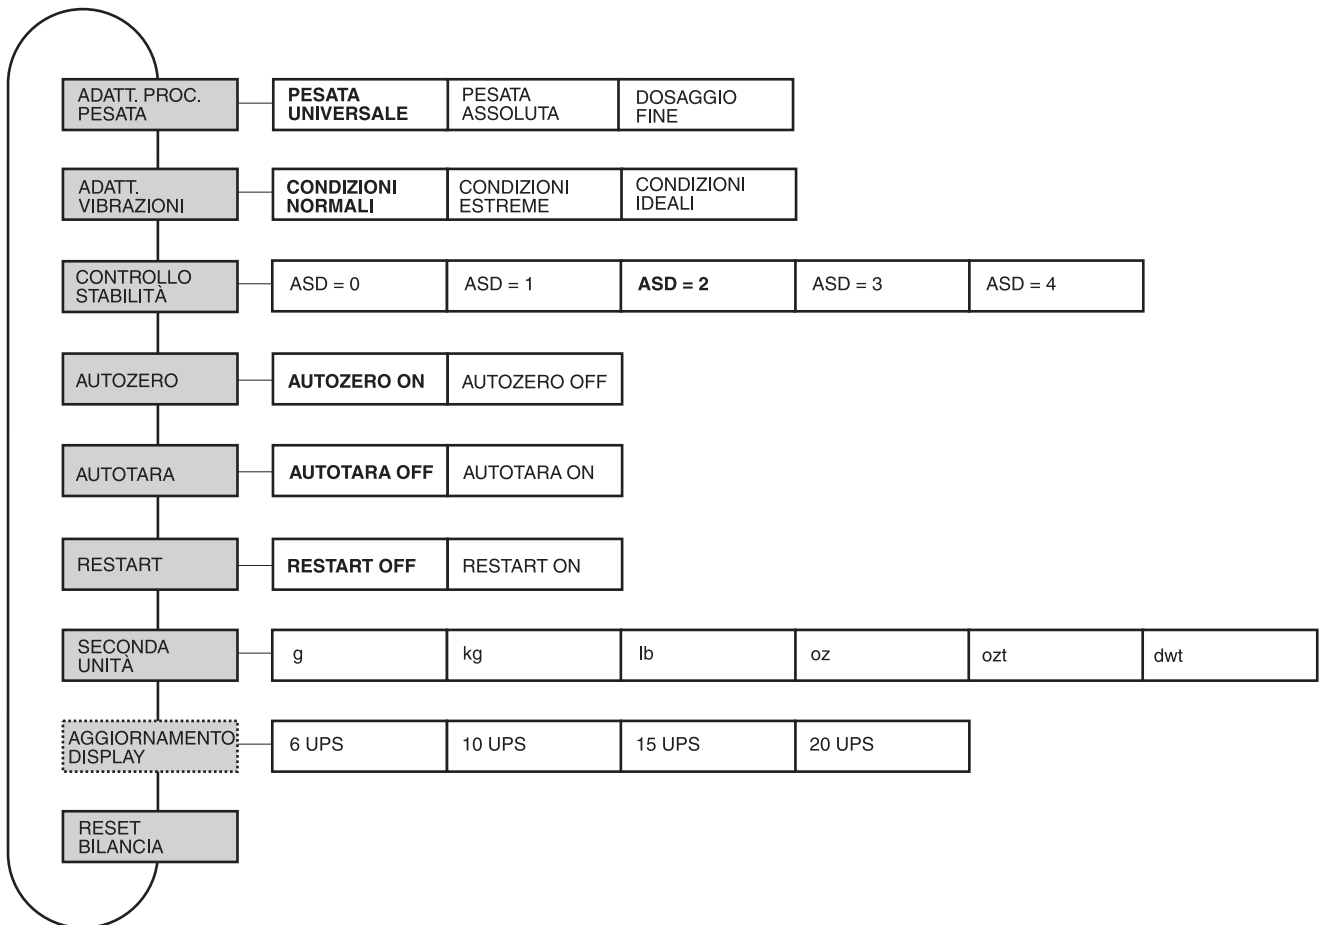 ADATT. PROC.
PESATA
PESATA
UNIVERSALE
PESATA
ASSOLUTA
DOSAGGIO
FINE
ADATT.
VIBRAZIONI
CONDIZIONI
NORMALI
CONDIZIONI
ESTREME
CONDIZIONI
IDEALI
CONTROLLO
STABILITÀ
ASD = 0
ASD = 1
ASD = 2
ASD = 3
ASD = 4
AUTOZERO
AUTOZERO ON
AUTOZERO OFF
AUTOTARA
AUTOTARA OFF
AUTOTARA ON
RESTART
RESTART OFF
RESTART ON
SECONDA
UNITÀ
g
kg
lb
oz
ozt
dwt
AGGIORNAMENTO
DISPLAY
6 UPS
10 UPS
15 UPS
20 UPS
RESET
BILANCIA